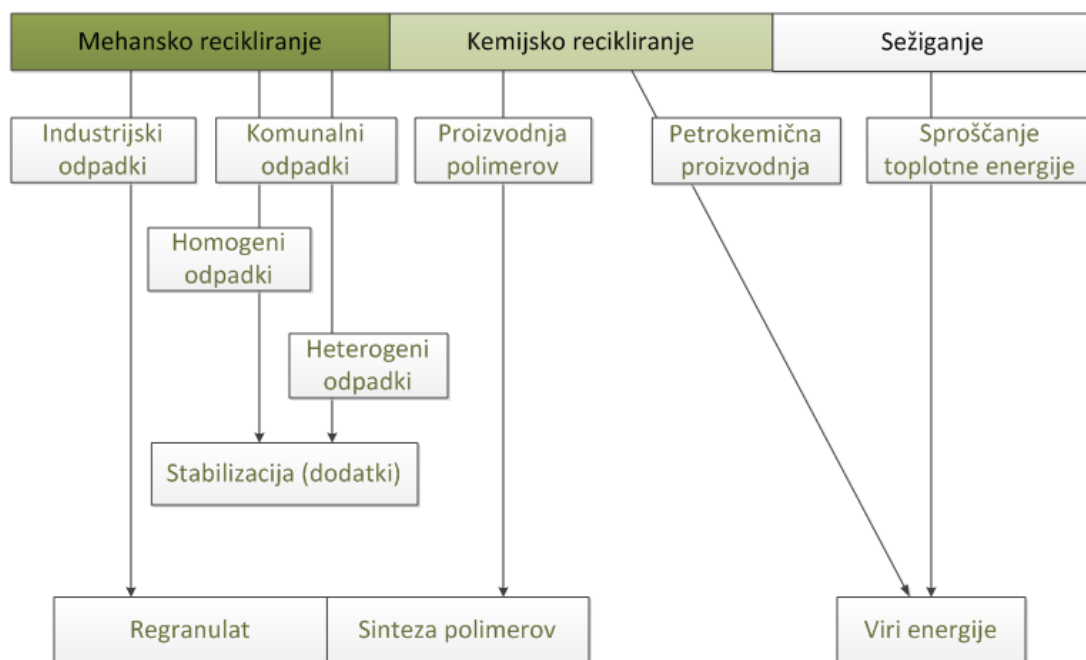 Mehansko recikliranje
Kemijsko recikliranje
Sežiganje
Industrijski
odpadki
Komunalni
odpadki
Proizvodnja
polimerov
Petrokemična
proizvodnja
Sproščanje
toplotne energije
Homogeni
odpadki
Heterogeni
odpadki
Stabilizacija (dodatki)
Regranulat
Sinteza polimerov
Viri energije